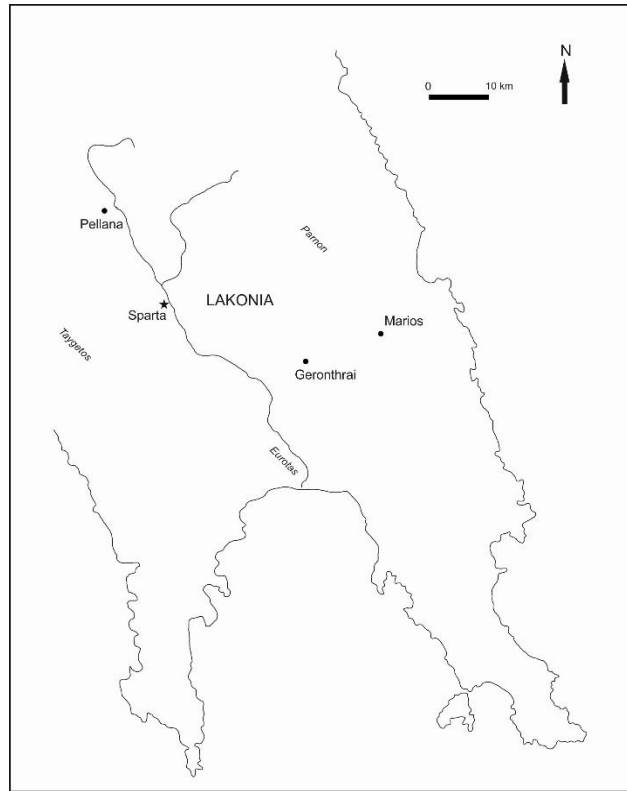 N
0 10 km
Pellana
Parnon
LAKONIA
Sparta
Marios
Taygetos
Geronthrai
Eurotas